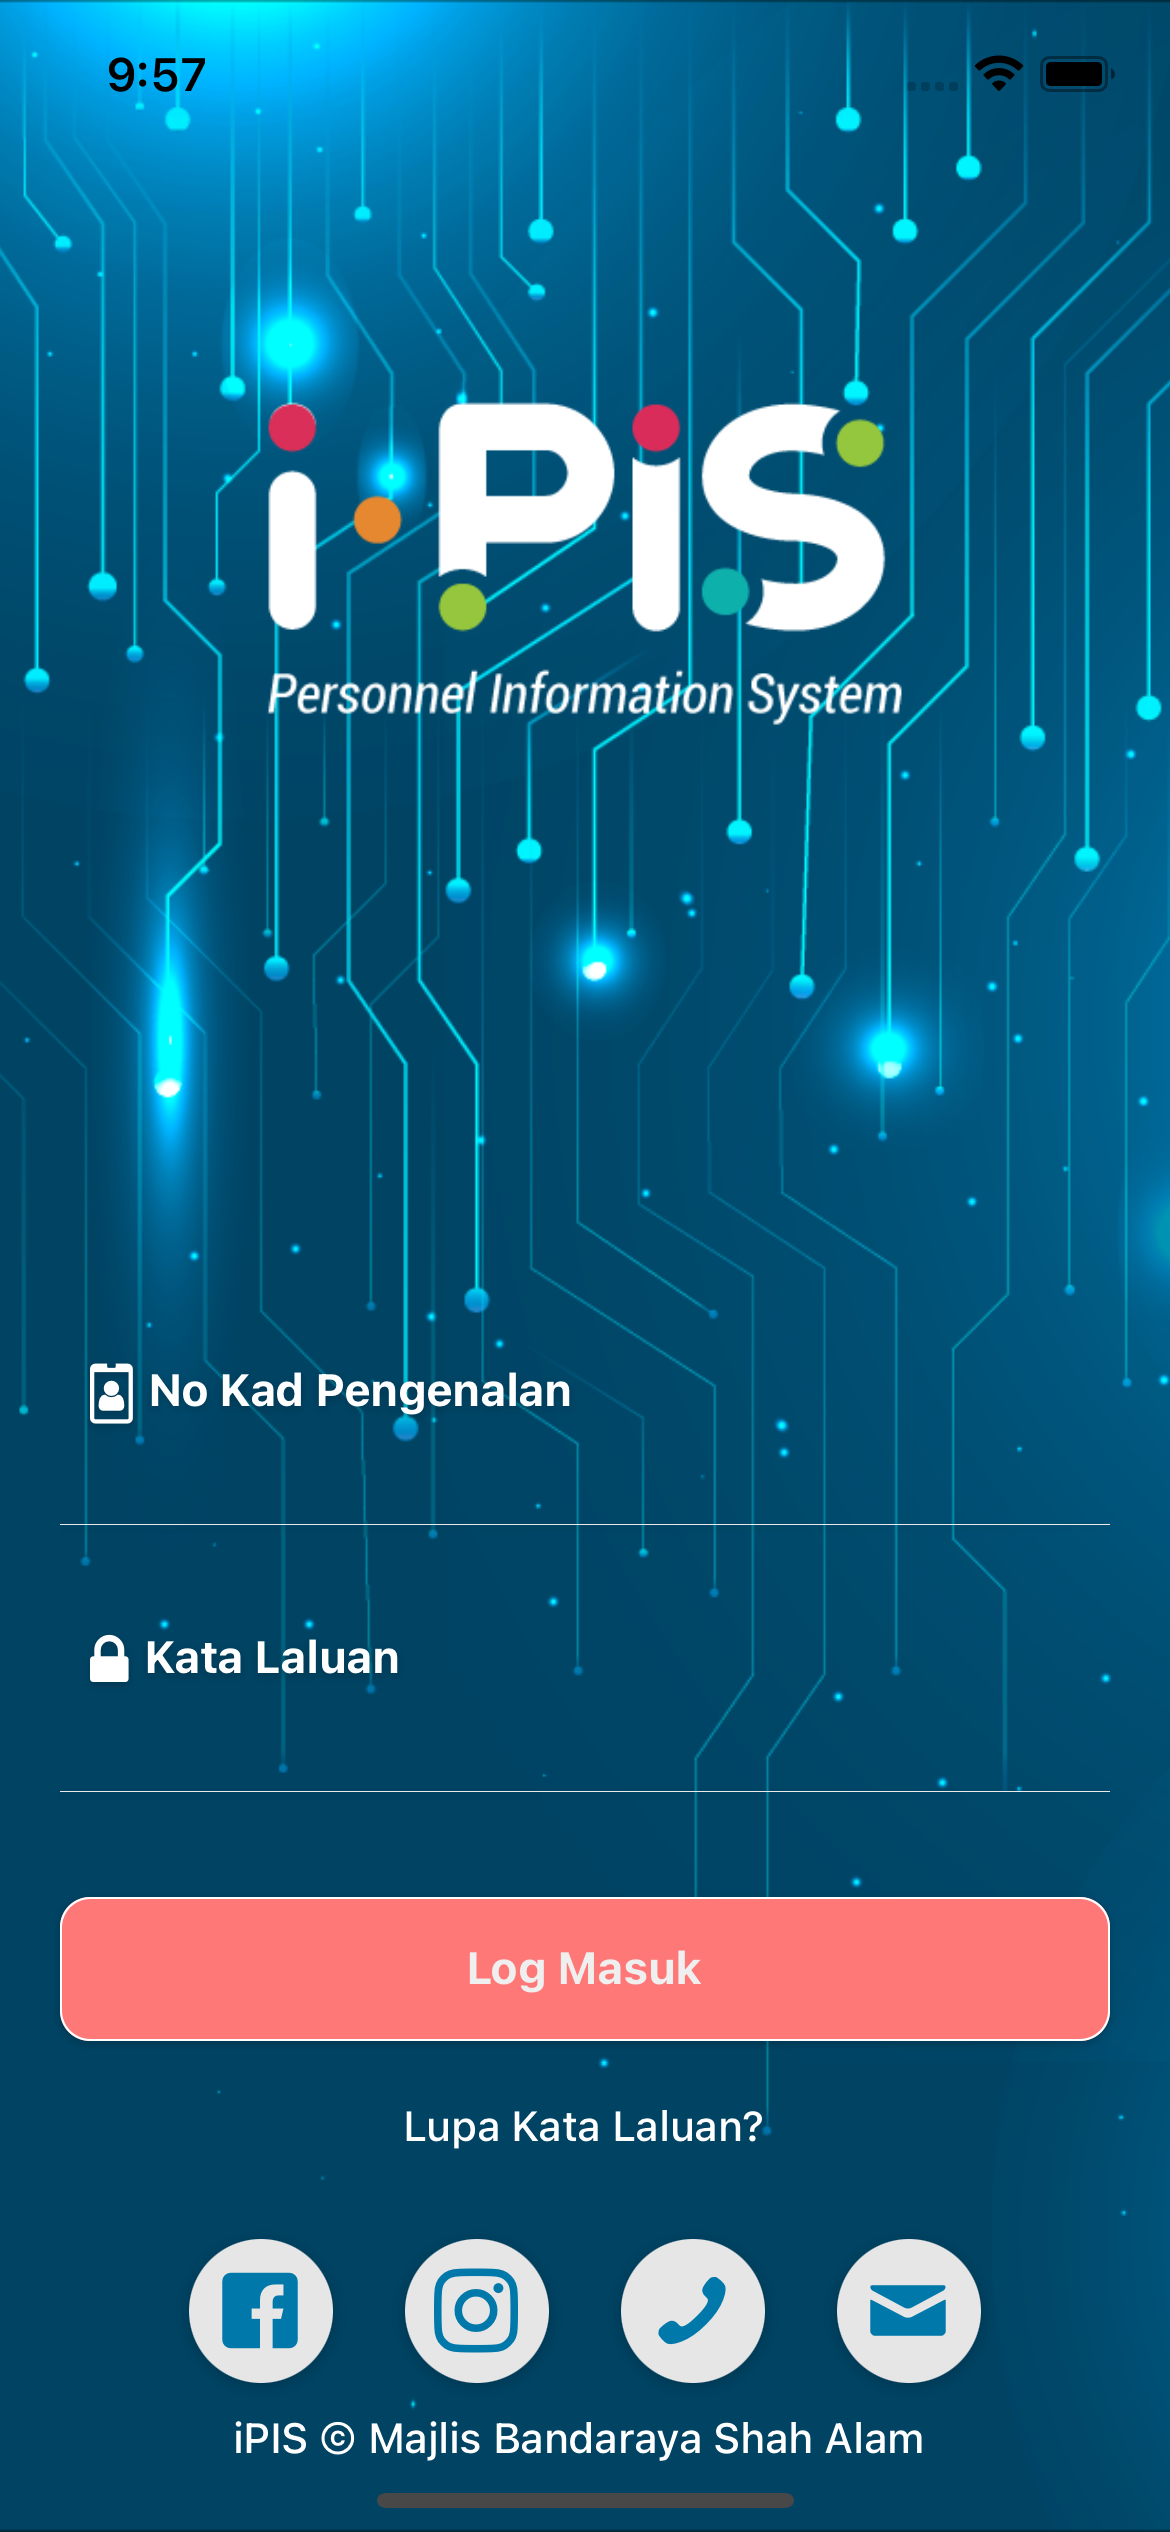 9:57
i.PiS
Personnel Information System
No Kad Pengenalan
Kata Laluan
Log Masuk
Lupa Kata Laluan?
iPIS © Majlis Bandaraya Shah Alam